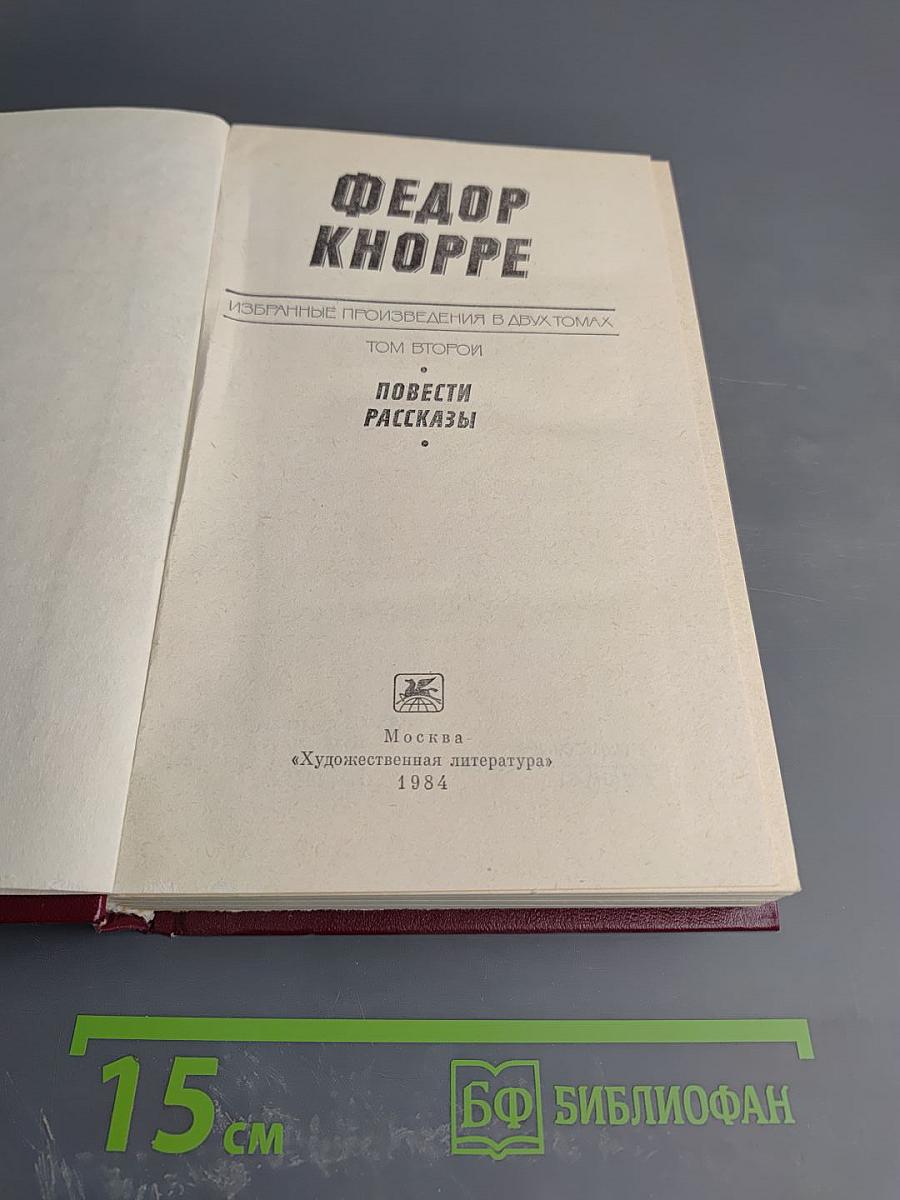 ФЕДОР
КНОРРЕ
ИЗБРАННЫЕ ПРОИЗВЕДЕНИЯ В ДВУХ ТОМАХ
ТОМ ВТОРОЙ
ПОВЕСТИ
РАССКАЗЫ
Москва
«Художественная литература»
1984
15 см
БФ БИБЛИОФАН